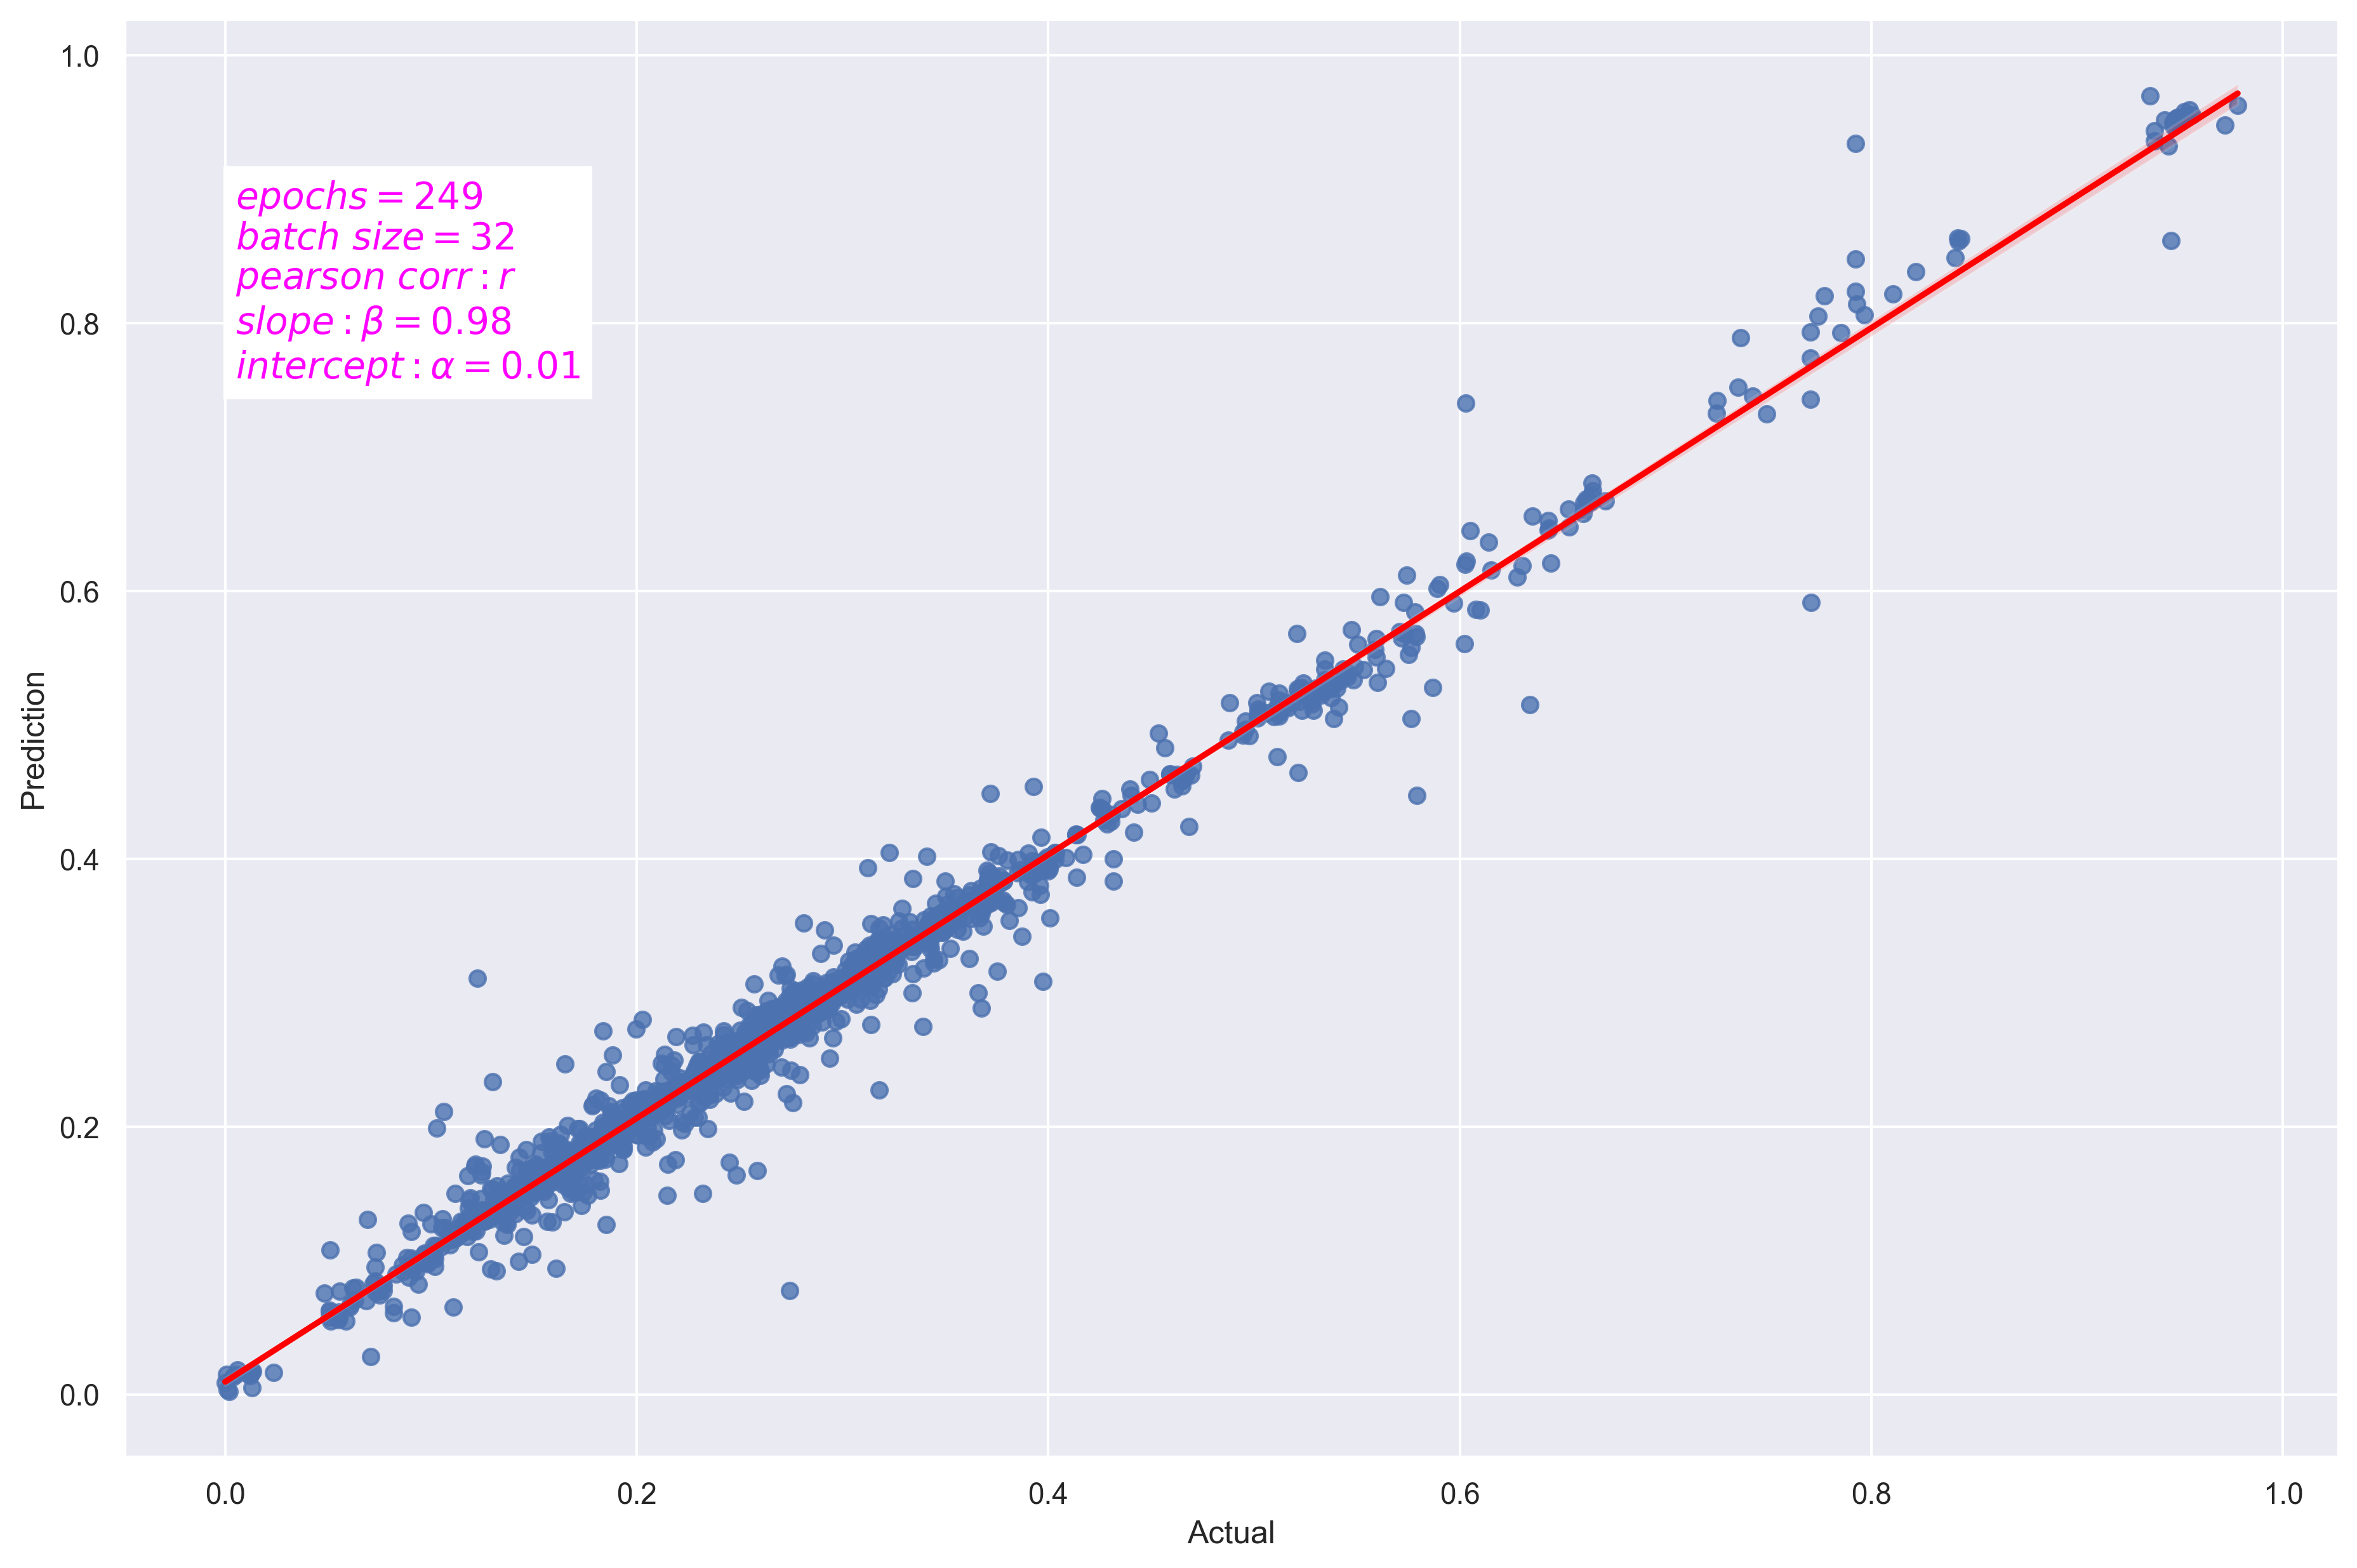 1.0
epochs = 249
batch size = 32
pearson corr : r
slope : β = 0.98
intercept : α = 0.01
0.8
0.6
Prediction
0.4
0.2
0.0
0.0 0.2 0.4 0.6 0.8 1.0
Actual